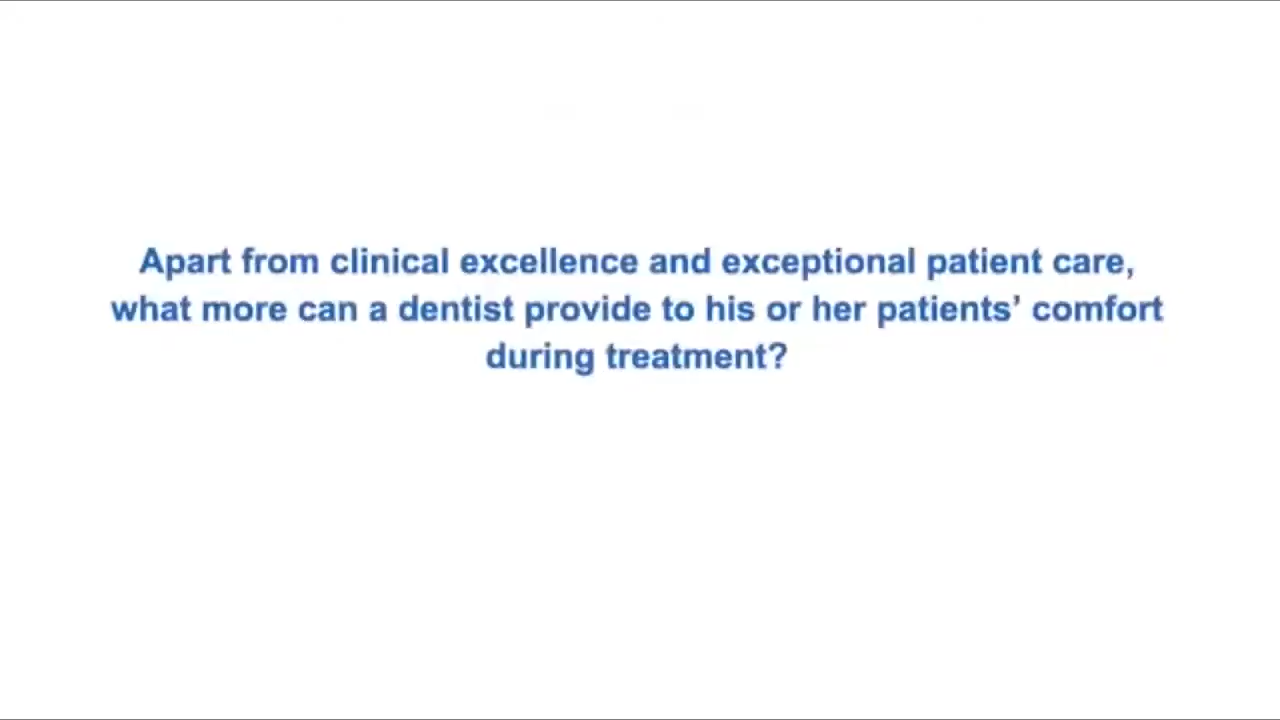 Apart from clinical excellence and exceptional patient care,
what more can a dentist provide to his or her patients’ comfort
during treatment?